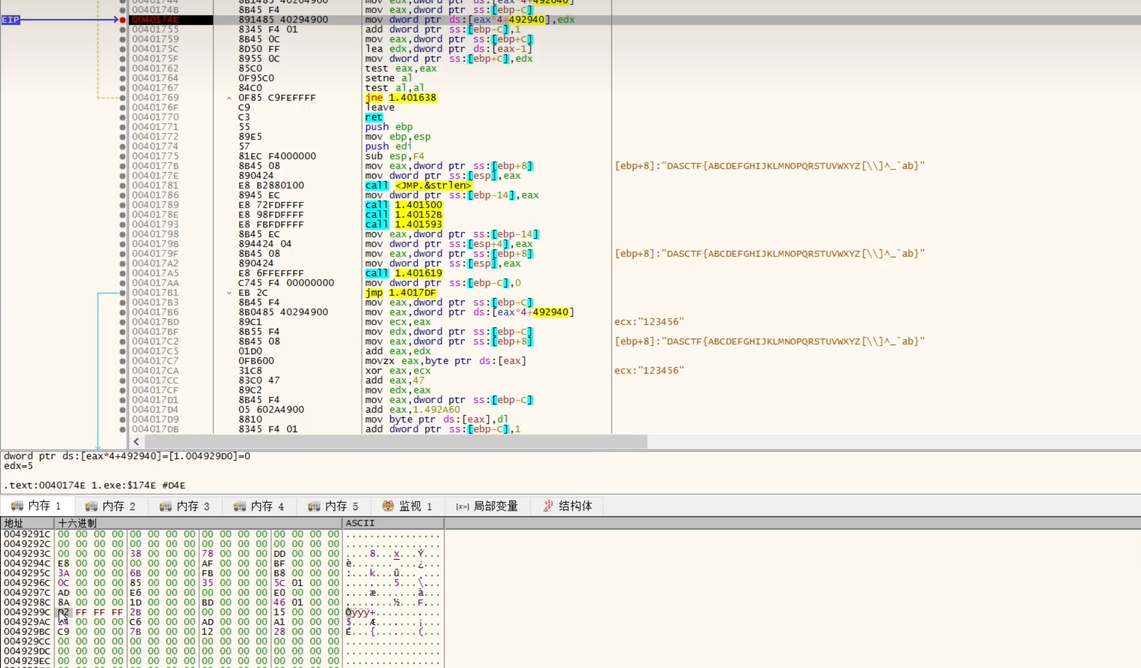 00401744 8B1485 40264900 mov edx,dword ptr ds:[eax*4+492640]
0040174B 8B45 F4 mov eax,dword ptr ss:[ebp-C]
EIP 0040174E 891485 40294900 mov dword ptr ds:[eax*4+492940],edx
00401755 8345 F4 01 add dword ptr ss:[ebp-C],1
00401759 8B45 0C mov eax,dword ptr ss:[ebp+C]
0040175C 8D50 FF lea edx,dword ptr ds:[eax-1]
0040175F 8955 0C mov dword ptr ss:[ebp+C],edx
00401762 85C0 test eax,eax
00401764 0F95C0 setne al
00401767 84C0 test al,al
00401769 0F85 C9FEFFFF jne 1.401638
0040176F C9 leave
00401770 C3 ret
00401771 55 push ebp
00401772 89E5 mov ebp,esp
00401774 57 push edi
00401775 81EC F4000000 sub esp,F4
0040177B 8B45 08 mov eax,dword ptr ss:[ebp+8] [ebp+8]:"DASCTF{ABCDEFGHIJKLMNOPQRSTUVWXYZ[\\]^_`ab}"
0040177E 890424 mov dword ptr ss:[esp],eax
00401781 E8 B2880100 call <JMP.&strlen>
00401786 8945 EC mov dword ptr ss:[ebp-14],eax
00401789 E8 72FDFFFF call 1.401500
0040178E E8 98FDFFFF call 1.40152B
00401793 E8 FBFDFFFF call 1.401593
00401798 8B45 EC mov eax,dword ptr ss:[ebp-14]
0040179B 894424 04 mov dword ptr ss:[esp+4],eax
0040179F 8B45 08 mov eax,dword ptr ss:[ebp+8] [ebp+8]:"DASCTF{ABCDEFGHIJKLMNOPQRSTUVWXYZ[\\]^_`ab}"
004017A2 890424 mov dword ptr ss:[esp],eax
004017A5 E8 6FFEFFFF call 1.401619
004017AA C745 F4 00000000 mov dword ptr ss:[ebp-C],0
004017B1 EB 2C jmp 1.4017DF
004017B3 8B45 F4 mov eax,dword ptr ss:[ebp-C]
004017B6 8B0485 40294900 mov eax,dword ptr ds:[eax*4+492940]
004017BD 89C1 mov ecx,eax ecx:"123456"
004017BF 8B55 F4 mov edx,dword ptr ss:[ebp-C]
004017C2 8B45 08 mov eax,dword ptr ss:[ebp+8] [ebp+8]:"DASCTF{ABCDEFGHIJKLMNOPQRSTUVWXYZ[\\]^_`ab}"
004017C5 01D0 add eax,edx
004017C7 0FB600 movzx eax,byte ptr ds:[eax]
004017CA 31C8 xor eax,ecx ecx:"123456"
004017CC 83C0 47 add eax,47
004017CF 89C2 mov edx,eax
004017D1 8B45 F4 mov eax,dword ptr ss:[ebp-C]
004017D4 05 602A4900 add eax,1.492A60
004017D9 8810 mov byte ptr ds:[eax],dl
004017DB 8345 F4 01 add dword ptr ss:[ebp-C],1
dword ptr ds:[eax*4+492940]=[1.004929D0]=0
edx=5
.text:0040174E 1.exe:$174E #D4E
内存 1 内存 2 内存 3 内存 4 内存 5 监视 1 [x=] 局部变量 结构体
地址 十六进制 ASCII
0049291C 00 00 00 00 00 00 00 00 00 00 00 00 00 00 00 00 ................
0049292C 00 00 00 00 00 00 00 00 00 00 00 00 00 00 00 00 ................
0049293C 00 00 00 00 38 00 00 00 78 00 00 00 DD 00 00 00 ....8...x...Ý...
0049294C E8 00 00 00 00 00 00 00 AF 00 00 00 BF 00 00 00 è.......¯...¿...
0049295C 3A 00 00 00 6B 00 00 00 FB 00 00 00 B8 00 00 00 :...k...û...¸...
0049296C 0C 00 00 00 85 00 00 00 35 00 00 00 5C 01 00 00 ........5...\...
0049297C AD 00 00 00 E6 00 00 00 00 00 00 00 E0 00 00 00 ....æ.......à...
0049298C 8A 00 00 00 1D 00 00 00 BD 00 00 00 46 01 00 00 ........½...F...
0049299C D2 FF FF FF 2B 00 00 00 00 00 00 00 15 00 00 00 Òÿÿÿ+...........
004929AC 00 00 00 C6 00 00 00 AD 00 00 00 A1 00 00 00 ...Æ.......¡...
004929BC C9 00 00 00 7B 00 00 00 12 00 00 00 28 00 00 00 É...{.......(...
004929CC 00 00 00 00 00 00 00 00 00 00 00 00 00 00 00 00 ................
004929DC 00 00 00 00 00 00 00 00 00 00 00 00 00 00 00 00 ................
004929EC 00 00 00 00 00 00 00 00 00 00 00 00 00 00 00 00 ................